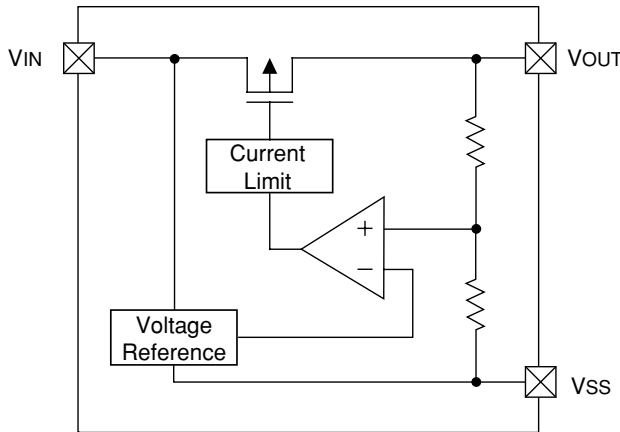 VIN
VOUT
Current
Limit
+
−
Voltage
Reference
VSS